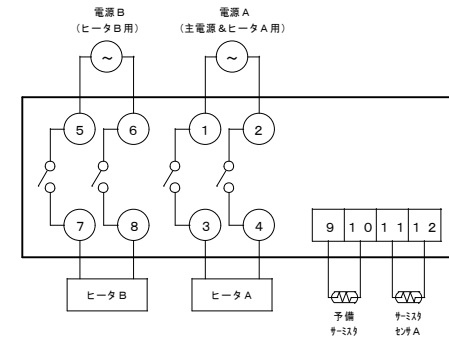 電源B
(ヒータB用)
電源A
(主電源&ヒータA用)
~
~
5 6 1 2
7 8 3 4
9 10 11 12
ヒータB
ヒータA
予備
サーミスタ
サーミスタ
センサA